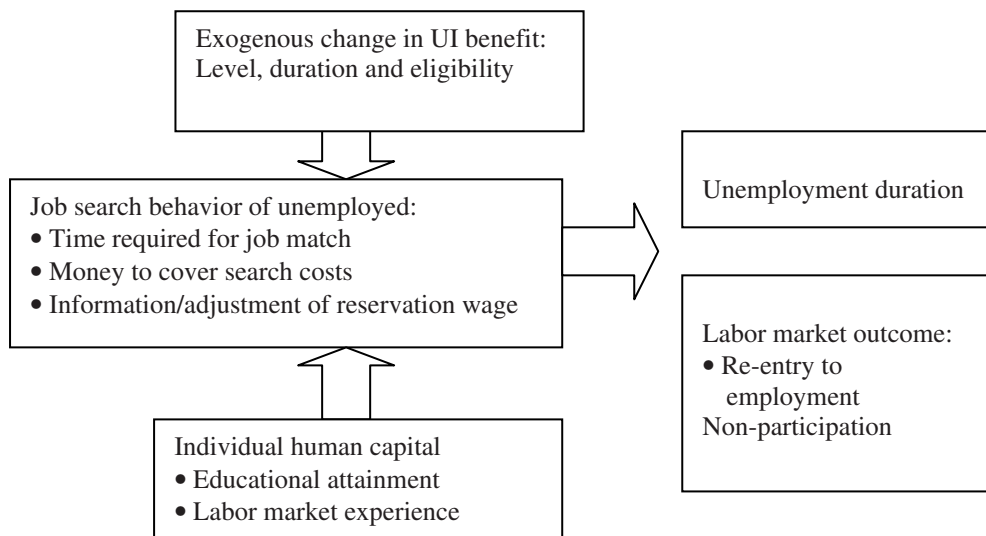 Exogenous change in UI benefit:
Level, duration and eligibility
Job search behavior of unemployed:
• Time required for job match
• Money to cover search costs
• Information/adjustment of reservation wage
Unemployment duration
Labor market outcome:
• Re-entry to
employment
Non-participation
Individual human capital
• Educational attainment
• Labor market experience